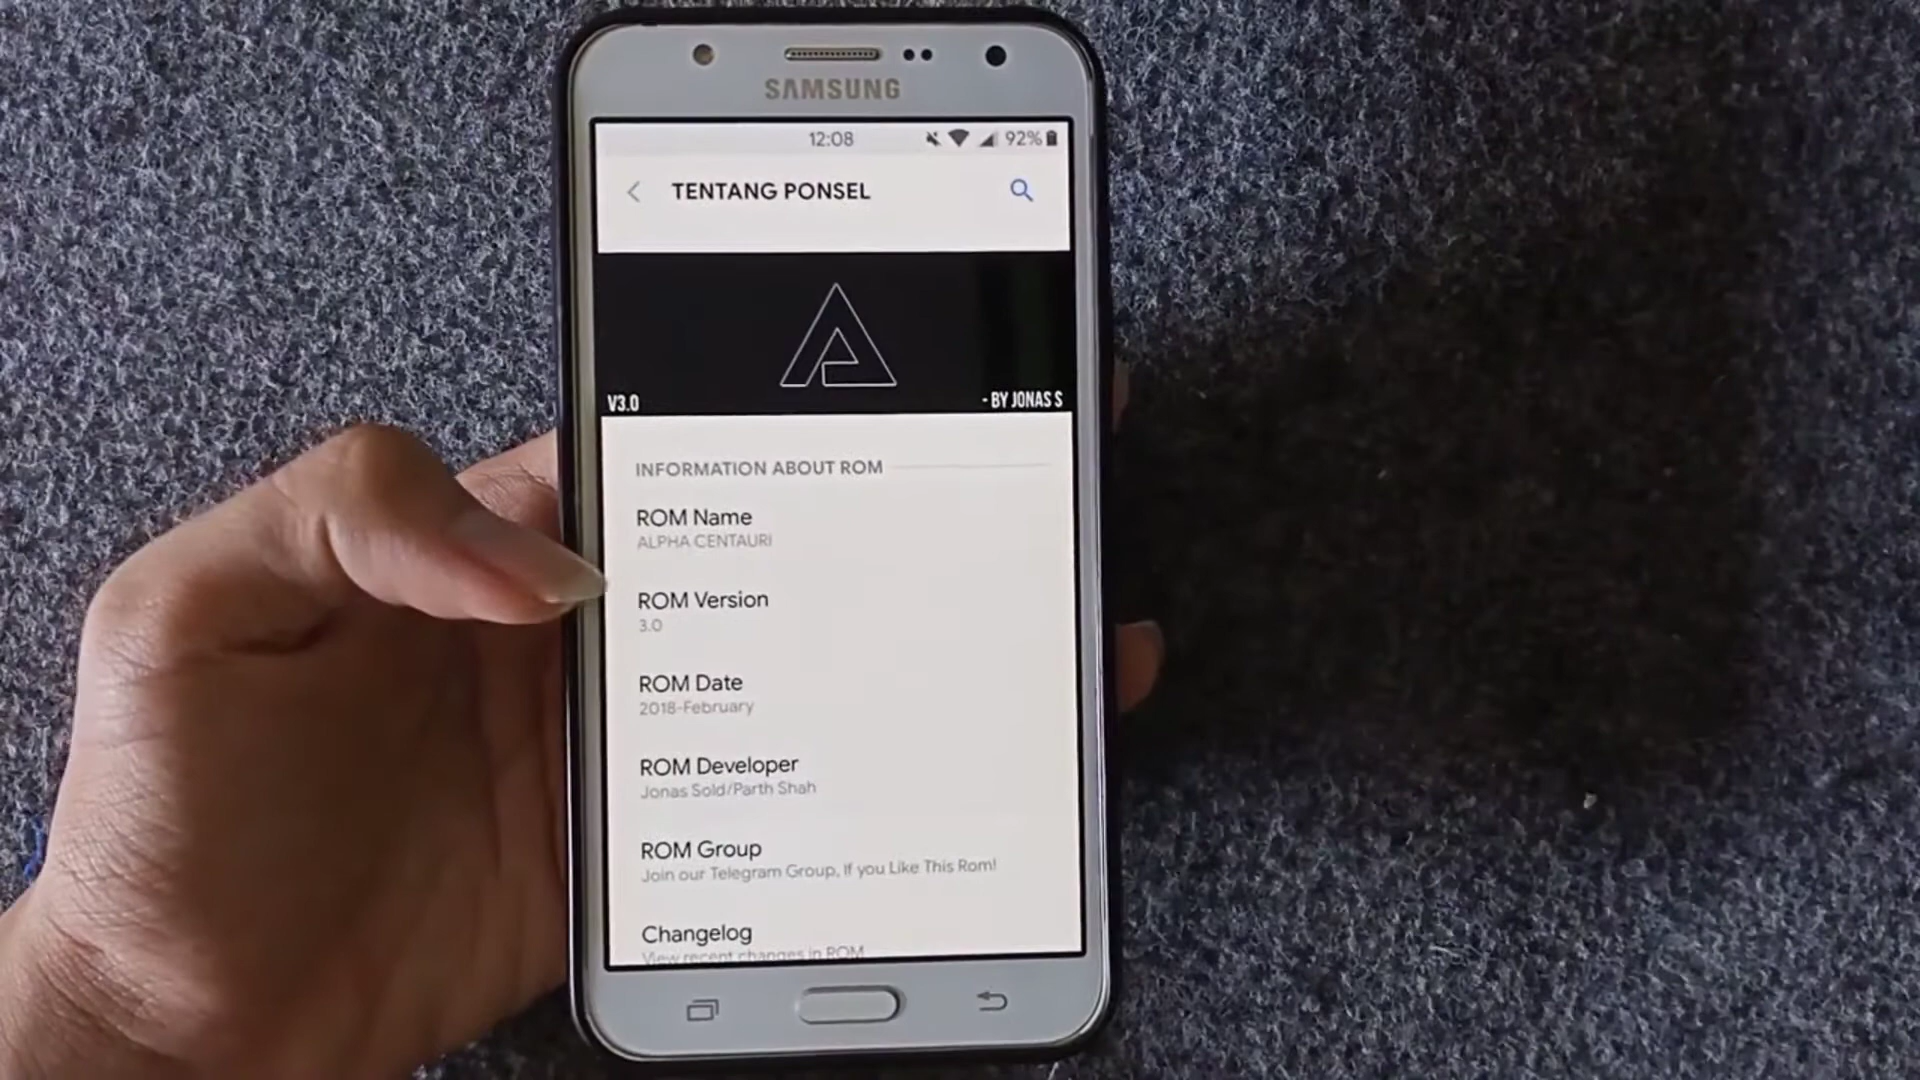 SAMSUNG
12:08 92%
TENTANG PONSEL
V3.0 - BY JONAS S
INFORMATION ABOUT ROM
ROM Name
ALPHA CENTAURI
ROM Version
3.0
ROM Date
2018-February
ROM Developer
Jonas Sold/Parth Shah
ROM Group
Join our Telegram Group, If you Like This Rom!
Changelog
View recent changes in ROM